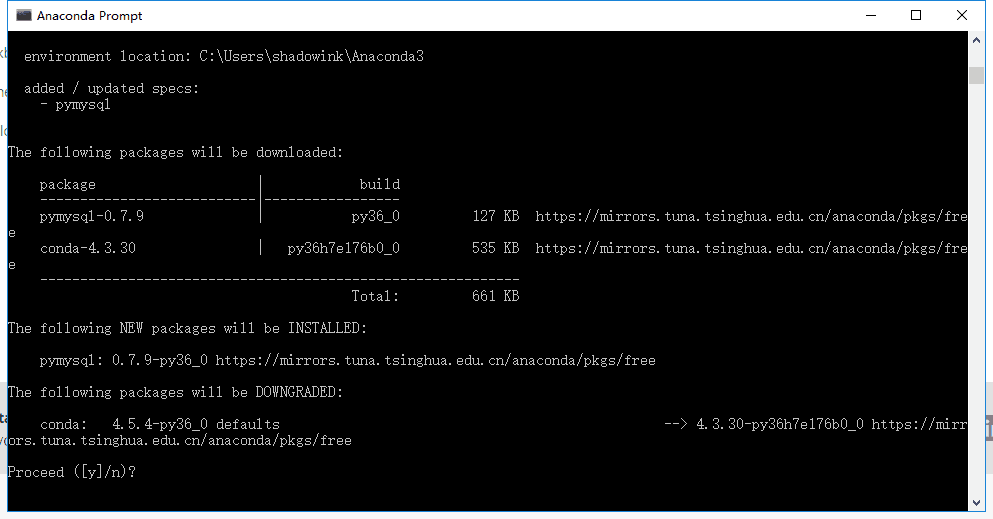 Anaconda Prompt
environment location: C:\Users\shadowink\Anaconda3
added / updated specs:
- pymysql
The following packages will be downloaded:
package | build
---------------------------|-----------------
pymysql-0.7.9 | py36_0 127 KB https://mirrors.tuna.tsinghua.edu.cn/anaconda/pkgs/fre
e
conda-4.3.30 | py36h7e176b0_0 535 KB https://mirrors.tuna.tsinghua.edu.cn/anaconda/pkgs/fre
e
------------------------------------------------------------
Total: 661 KB
The following NEW packages will be INSTALLED:
pymysql: 0.7.9-py36_0 https://mirrors.tuna.tsinghua.edu.cn/anaconda/pkgs/free
The following packages will be DOWNGRADED:
conda: 4.5.4-py36_0 defaults --> 4.3.30-py36h7e176b0_0 https://mirr
ors.tuna.tsinghua.edu.cn/anaconda/pkgs/free
Proceed ([y]/n)?